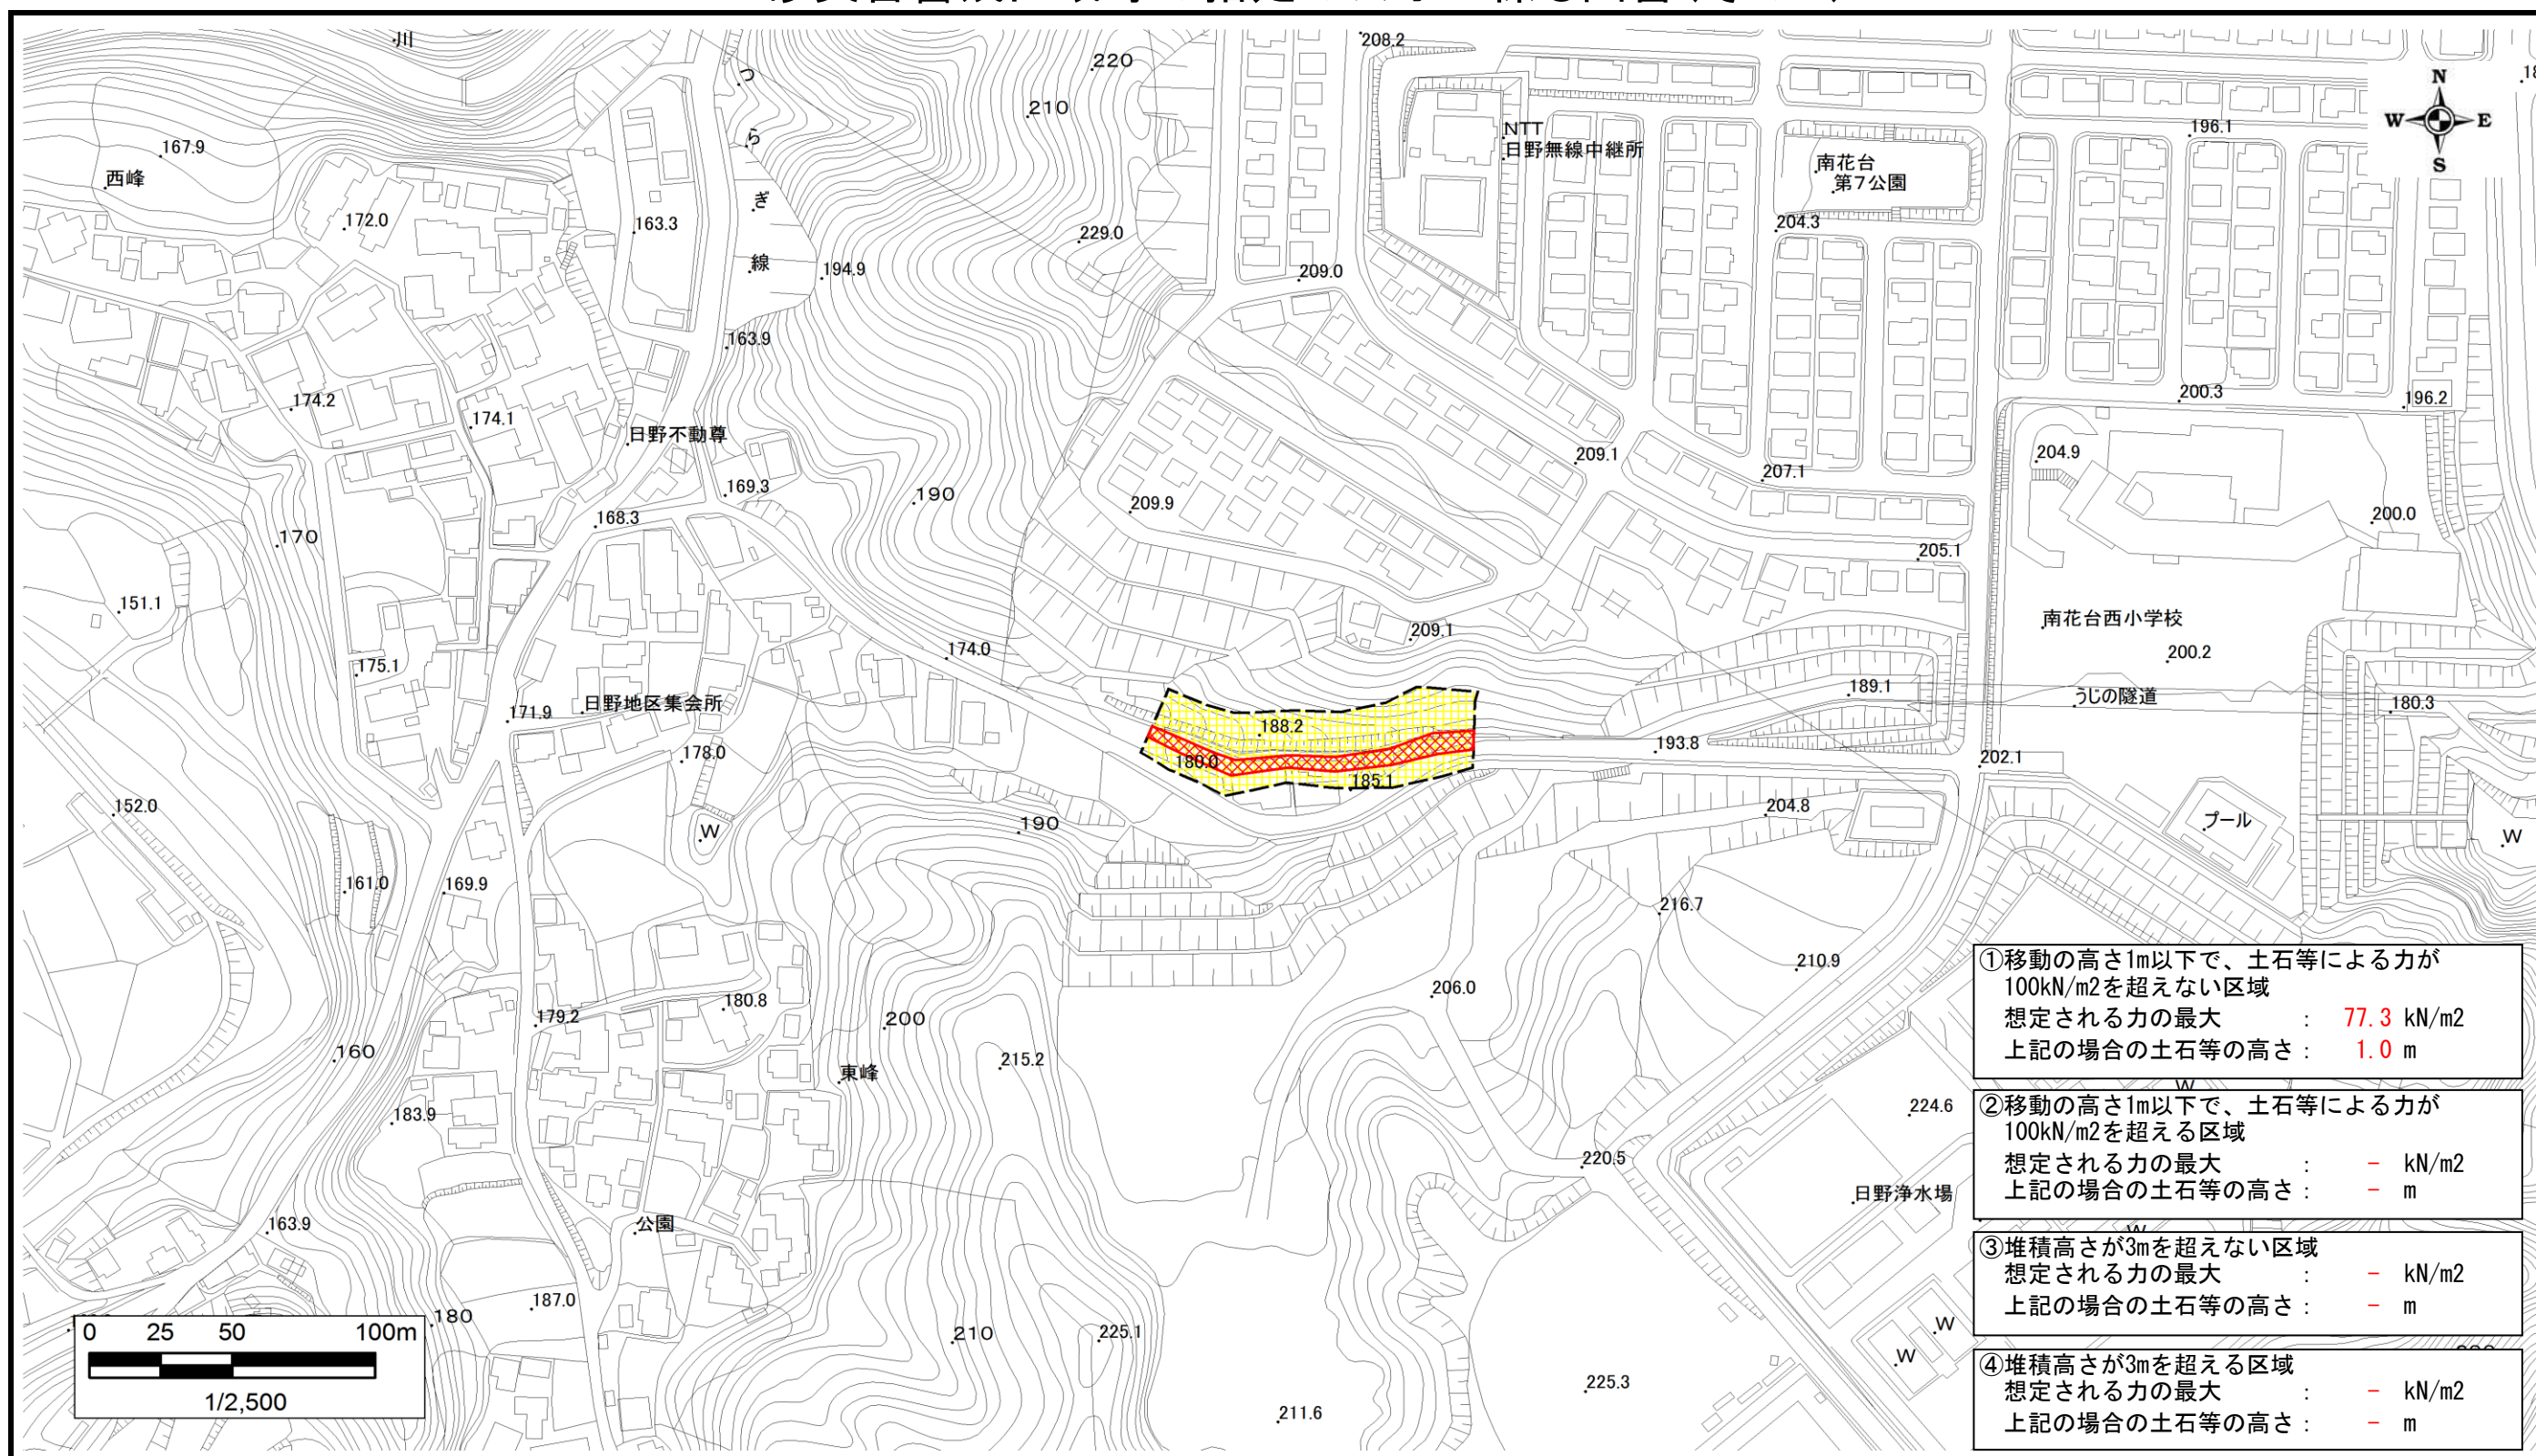 川
つ
ら
ぎ
線
220
208.2
210
NTT
日野無線中継所
南花台
第7公園
196.1
N
W
E
S
167.9
西峰
172.0
163.3
229.0
204.3
194.9
209.0
163.9
174.2
174.1
200.3
196.2
日野不動尊
209.1
207.1
204.9
169.3
190
209.9
168.3
200.0
170
205.1
151.1
南花台西小学校
209.1
174.0
200.2
175.1
189.1
うじの隧道
180.3
日野地区集会所
171.9
188.2
193.8
178.0
180.0
185.1
202.1
152.0
204.8
190
W
プール
W
161.0
169.9
216.7
210.9
206.0
180.8
179.2
200
160
215.2
東峰
183.9
224.6
220.5
日野浄水場
163.9
公園
187.0
180
210
225.1
W
W
225.3
211.6
W
W
①移動の高さ1m以下で、土石等による力が
100kN/m2を超えない区域
想定される力の最大 : 77.3 kN/m2
上記の場合の土石等の高さ: 1.0 m
②移動の高さ1m以下で、土石等による力が
100kN/m2を超える区域
想定される力の最大 : - kN/m2
上記の場合の土石等の高さ: - m
③堆積高さが3mを超えない区域
想定される力の最大 : - kN/m2
上記の場合の土石等の高さ: - m
④堆積高さが3mを超える区域
想定される力の最大 : - kN/m2
上記の場合の土石等の高さ: - m
0 25 50 100m
1/2,500